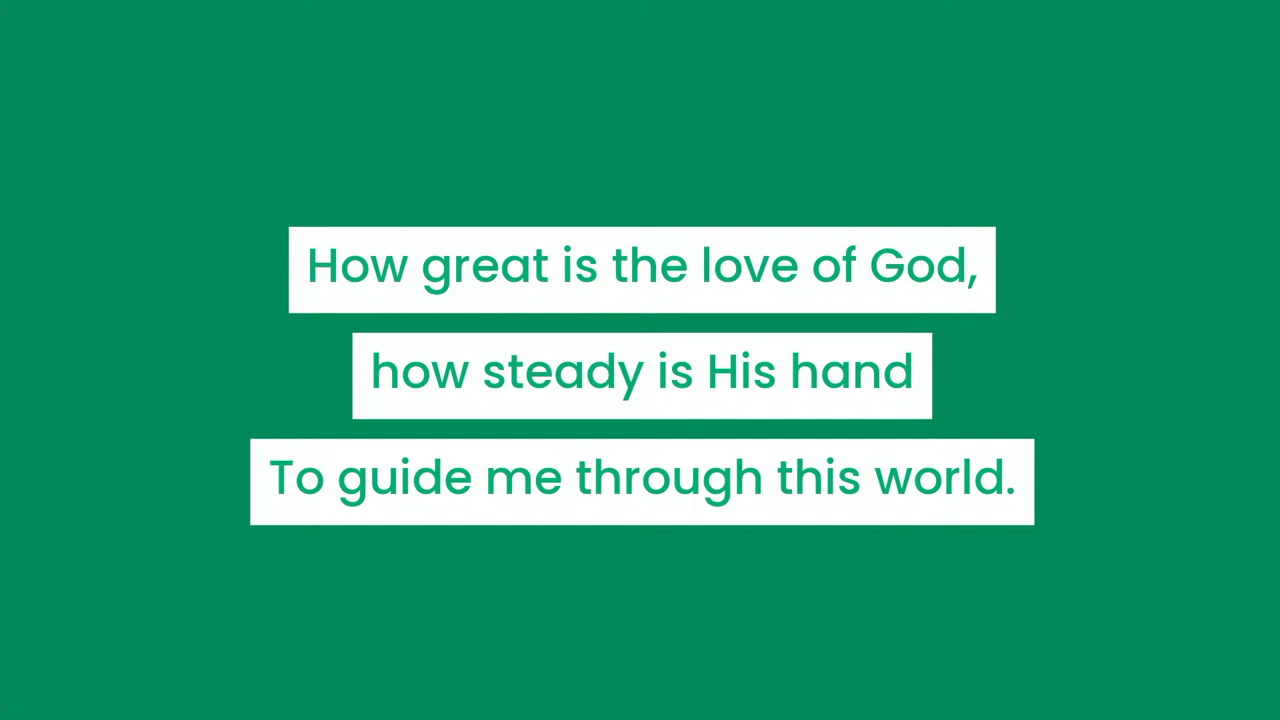 How great is the love of God,
how steady is His hand
To guide me through this world.